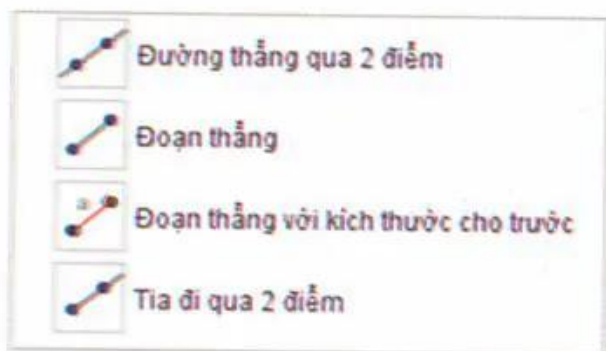 Đường thẳng qua 2 điểm
Đoạn thẳng
Đoạn thẳng với kích thước cho trước
Tia đi qua 2 điểm